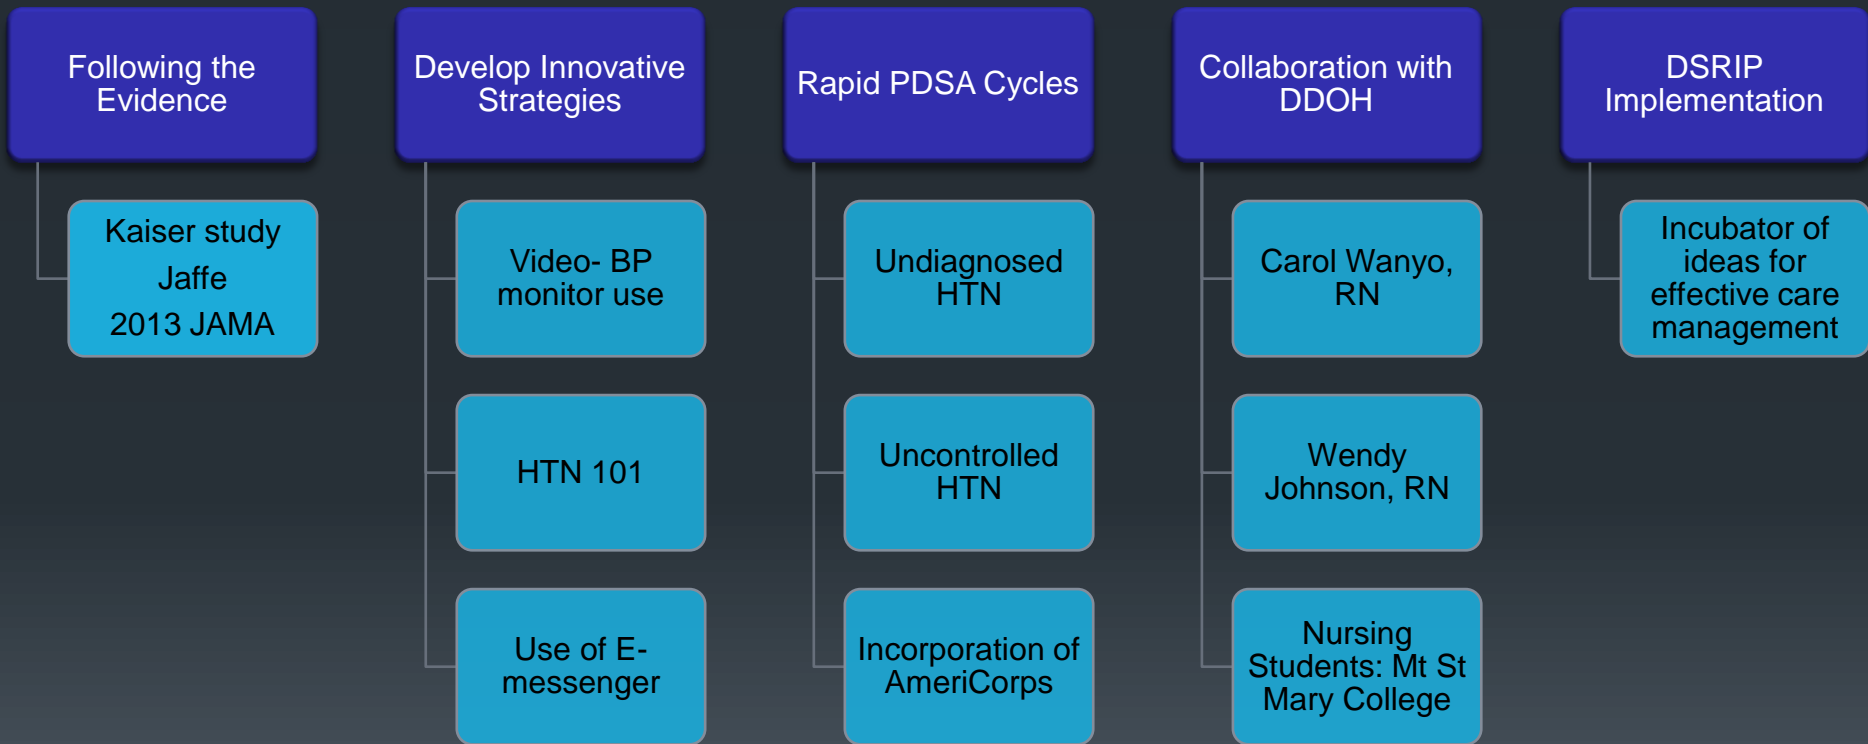 Following the
Evidence
Kaiser study
Jaffe
2013 JAMA
Develop Innovative
Strategies
Video- BP
monitor use
HTN 101
Use of E-
messenger
Rapid PDSA Cycles
Undiagnosed
HTN
Uncontrolled
HTN
Incorporation of
AmeriCorps
Collaboration with
DDOH
Carol Wanyo,
RN
Wendy
Johnson, RN
Nursing
Students: Mt St
Mary College
DSRIP
Implementation
Incubator of
ideas for
effective care
management